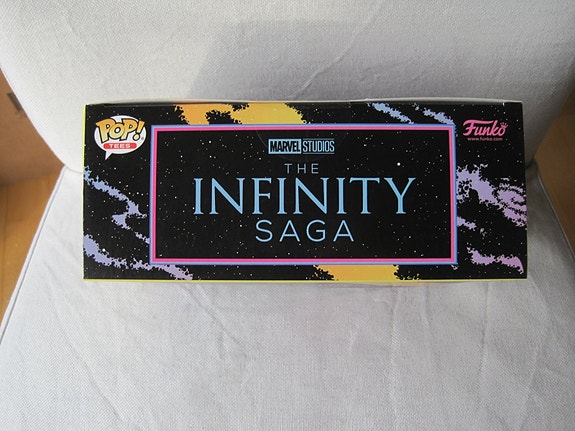 POP!
TEES
MARVEL STUDIOS
THE
INFINITY
SAGA
Funko
www.funko.com